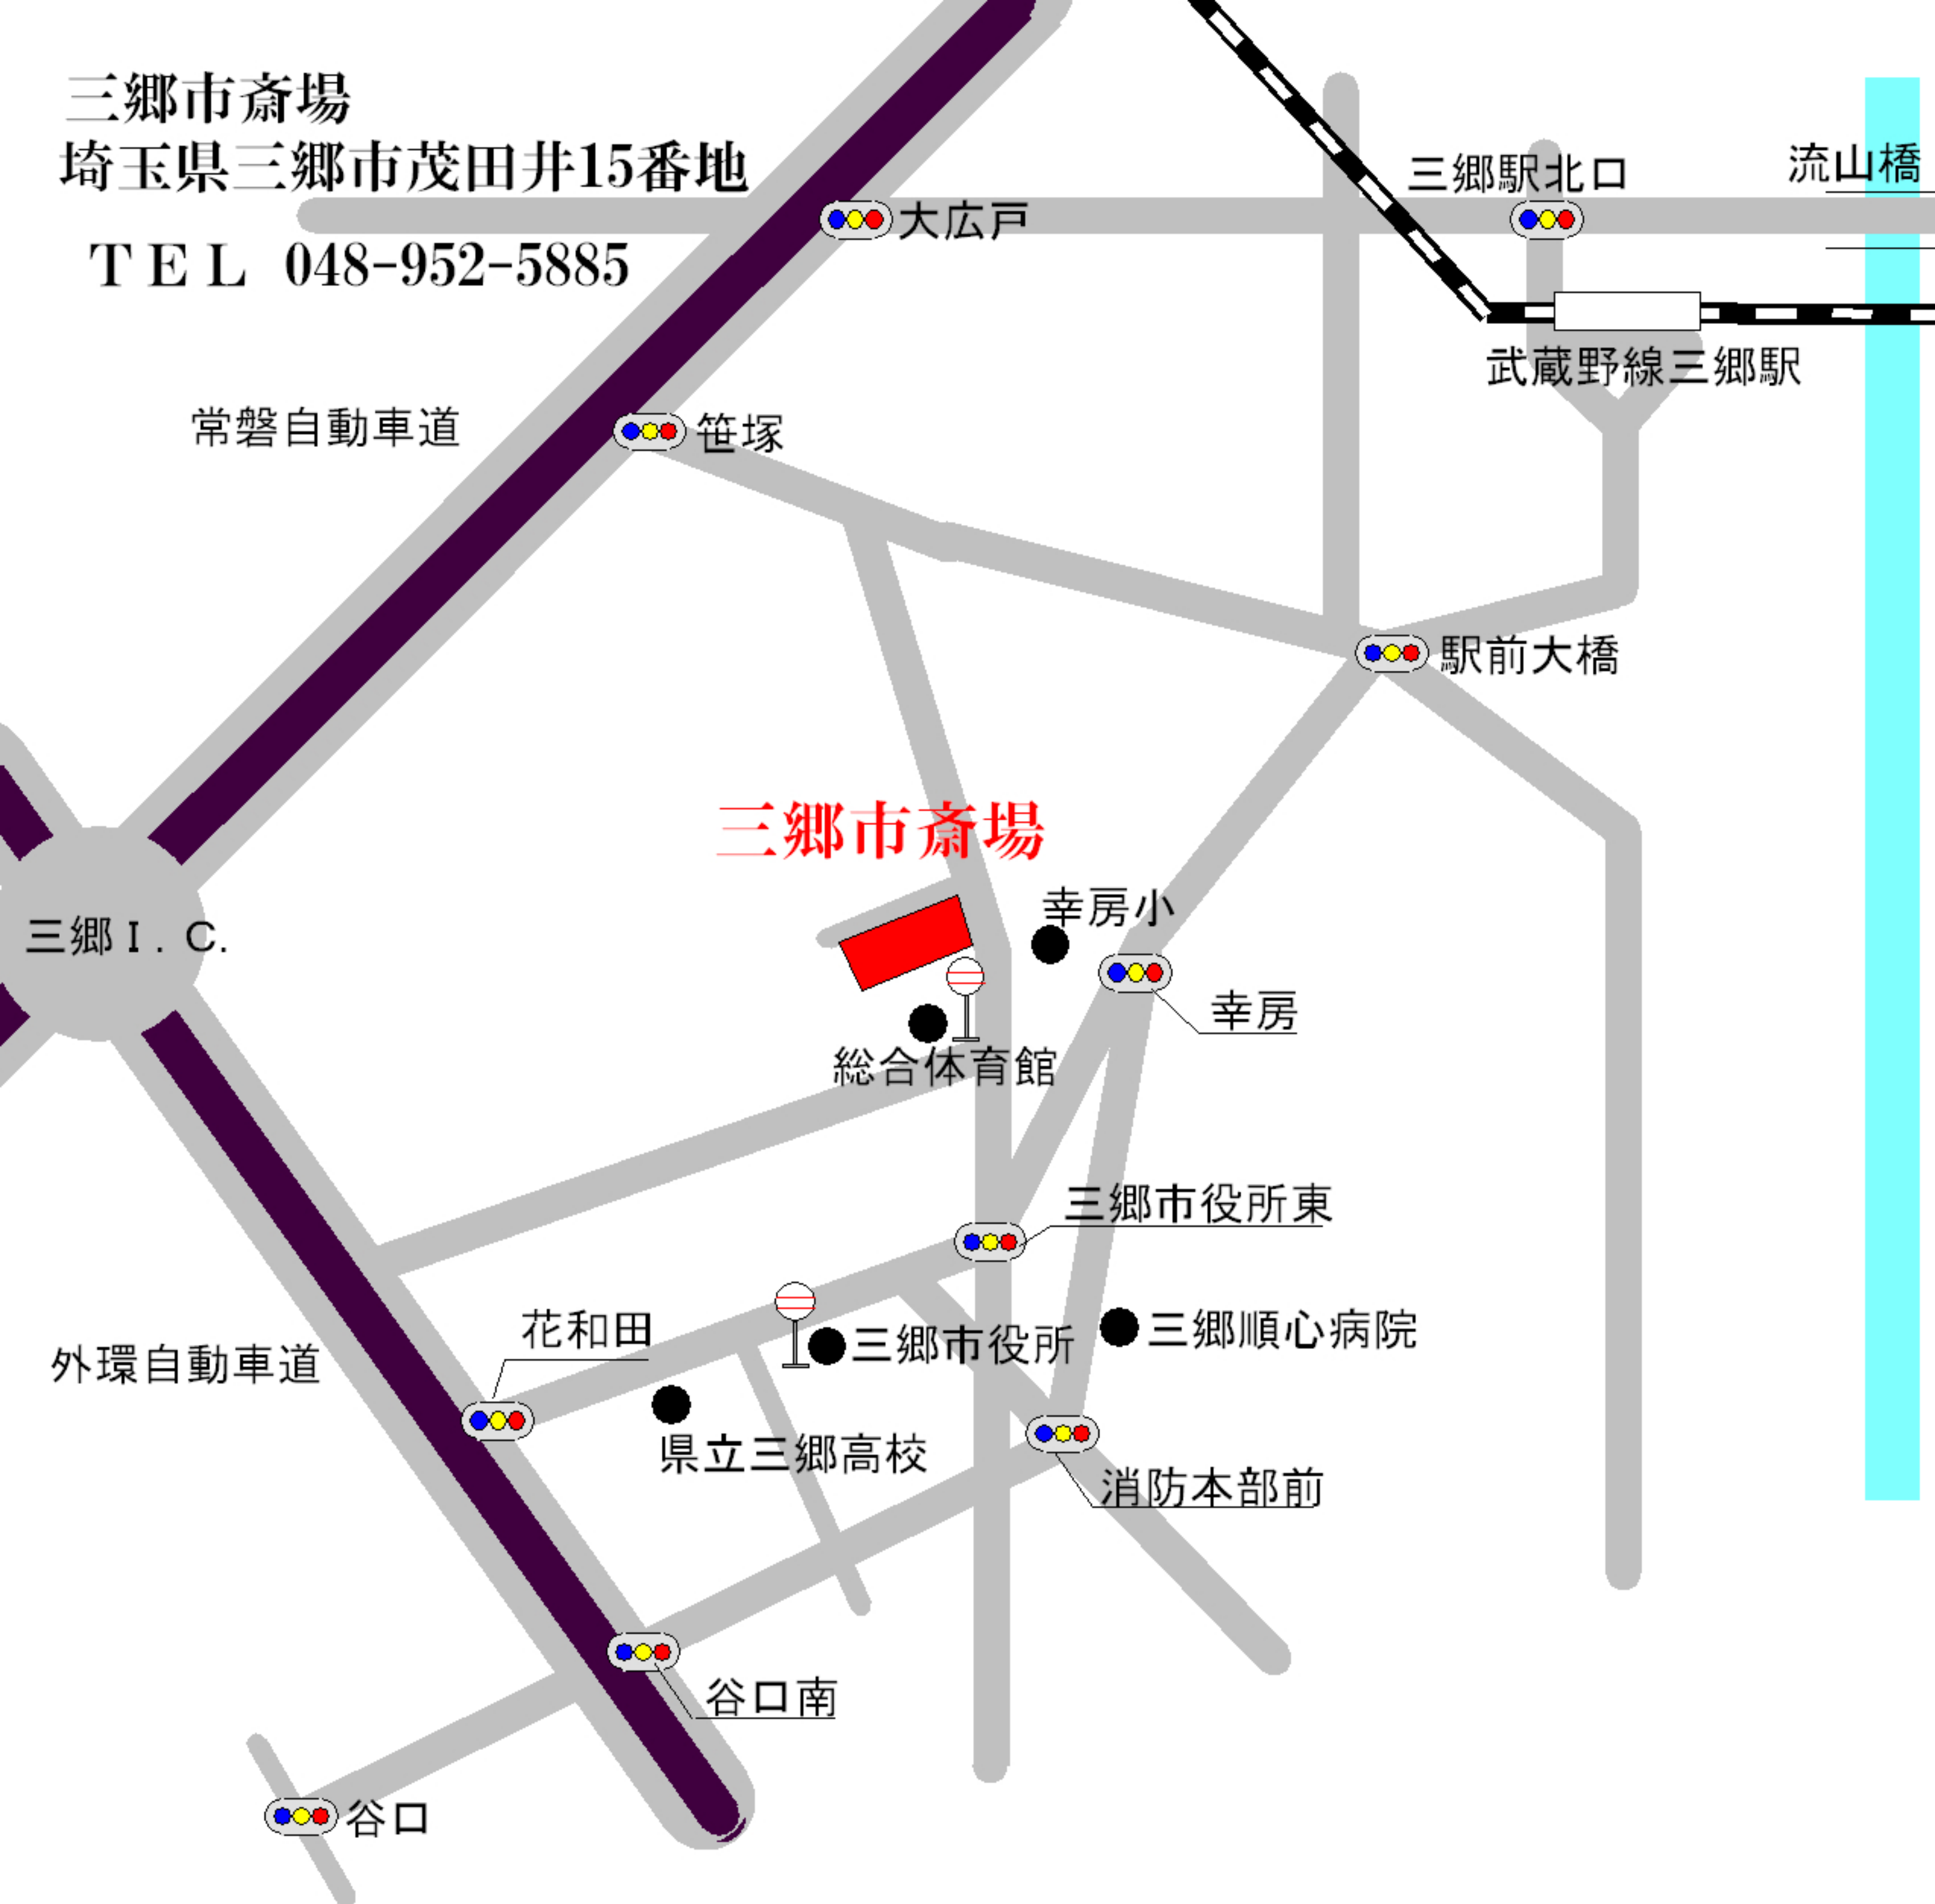 三郷市斎場
埼玉県三郷市茂田井15番地
ＴＥＬ 048-952-5885
三郷駅北口
流山橋
大広戸
武蔵野線三郷駅
常磐自動車道
笹塚
駅前大橋
三郷市斎場
幸房小
三郷Ｉ．Ｃ．
幸房
総合体育館
三郷市役所東
花和田
三郷市役所
三郷順心病院
外環自動車道
県立三郷高校
消防本部前
谷口南
谷口